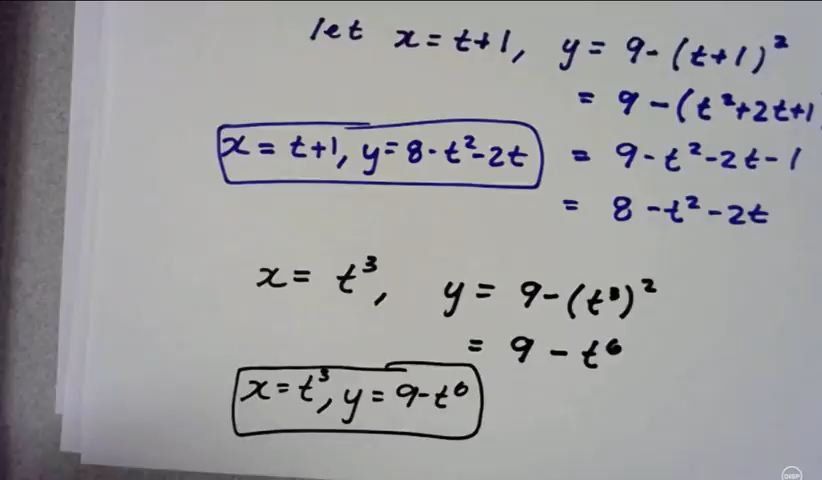 let x = t+1, y = 9-(t+1)²
= 9-(t²+2t+1)
x = t+1, y = 8-t²-2t = 9-t²-2t-1
= 8-t²-2t
x = t³, y = 9-(t³)²
= 9-t⁶
x = t³, y = 9-t⁶